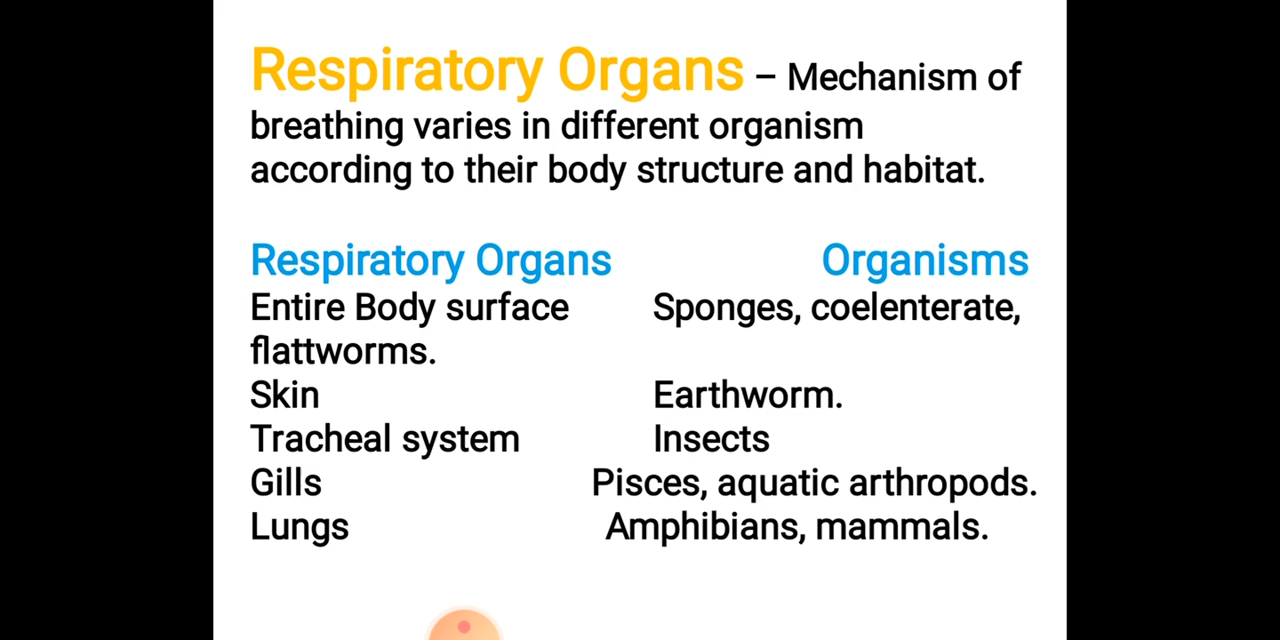 Respiratory Organs – Mechanism of
breathing varies in different organism
according to their body structure and habitat.
Respiratory Organs Organisms
Entire Body surface Sponges, coelenterate,
flattworms.
Skin Earthworm.
Tracheal system Insects
Gills Pisces, aquatic arthropods.
Lungs Amphibians, mammals.